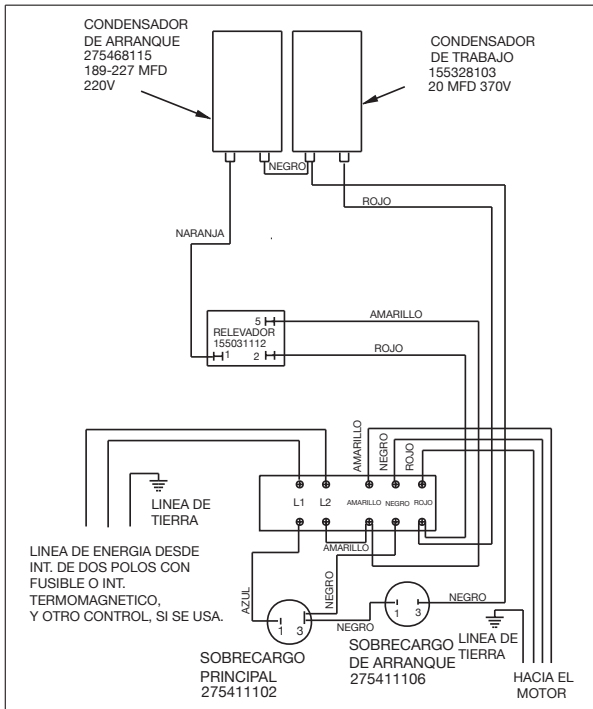 CONDENSADOR
DE ARRANQUE
275468115
189-227 MFD
220V
CONDENSADOR
DE TRABAJO
155328103
20 MFD 370V
NEGRO
ROJO
NARANJA
5
AMARILLO
RELEVADOR
155031112
1
2
ROJO
AMARILLO
NEGRO
ROJO
L1
L2
AMARILLO
NEGRO
ROJO
LINEA DE
TIERRA
AMARILLO
LINEA DE ENERGIA DESDE
INT. DE DOS POLOS CON
FUSIBLE O INT.
TERMOMAGNETICO,
Y OTRO CONTROL, SI SE USA.
AZUL
NEGRO
1
3
NEGRO
1
3
NEGRO
SOBRECARGO
PRINCIPAL
275411102
SOBRECARGO
DE ARRANQUE
275411106
LINEA DE
TIERRA
HACIA EL
MOTOR